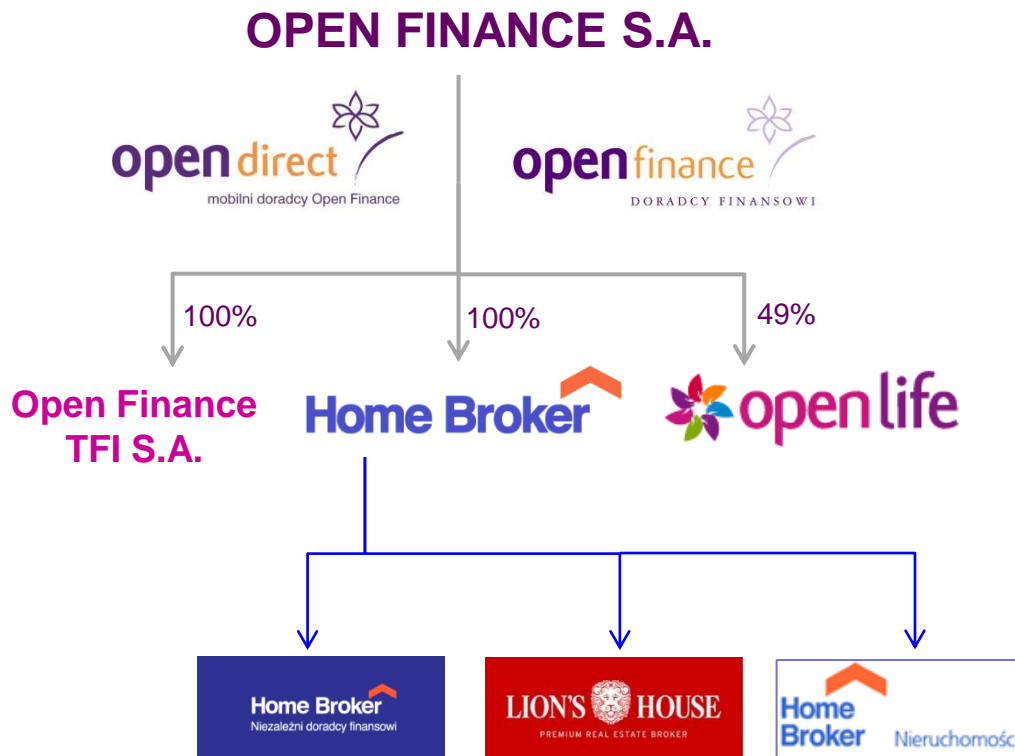 OPEN FINANCE S.A.
open direct
mobilni doradcy Open Finance
open finance
DORADCY FINANSOWI
100%
100%
49%
Open Finance
TFI S.A.
Home Broker
open life
Home Broker
Niezależni doradcy finansowi
LION'S HOUSE
PREMIUM REAL ESTATE BROKER
Home
Broker
Nieruchomośc